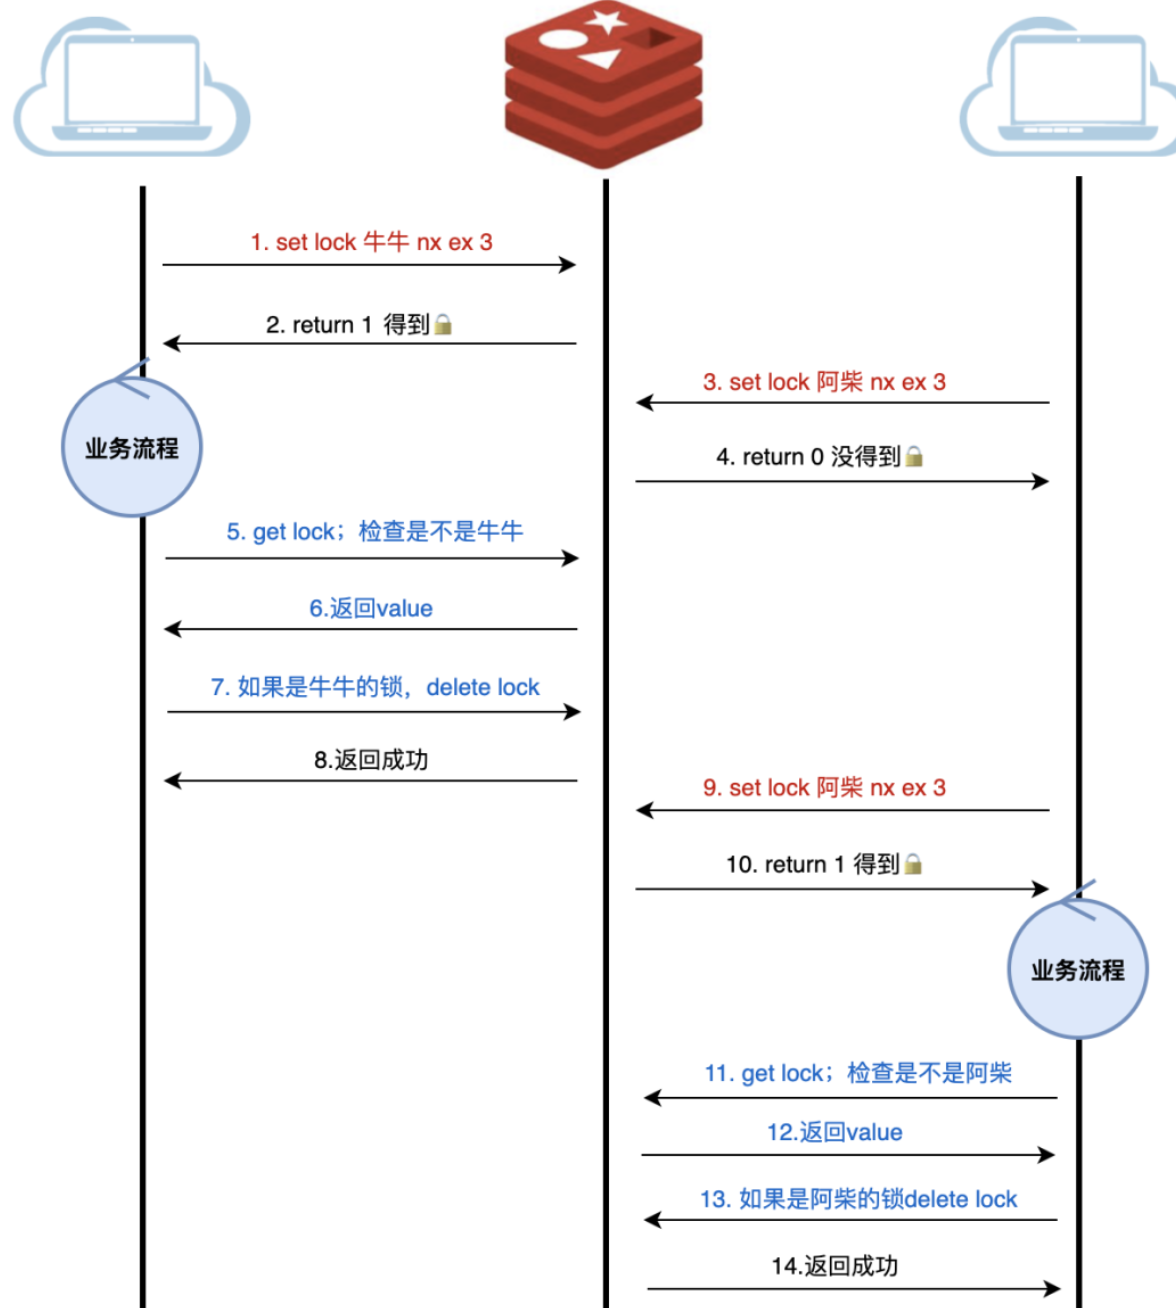 1. set lock 牛牛 nx ex 3
2. return 1 得到🔒
3. set lock 阿柴 nx ex 3
业务流程
4. return 0 没得到🔒
5. get lock；检查是不是牛牛
6.返回value
7. 如果是牛牛的锁，delete lock
8.返回成功
9. set lock 阿柴 nx ex 3
10. return 1 得到🔒
业务流程
11. get lock；检查是不是阿柴
12.返回value
13. 如果是阿柴的锁delete lock
14.返回成功